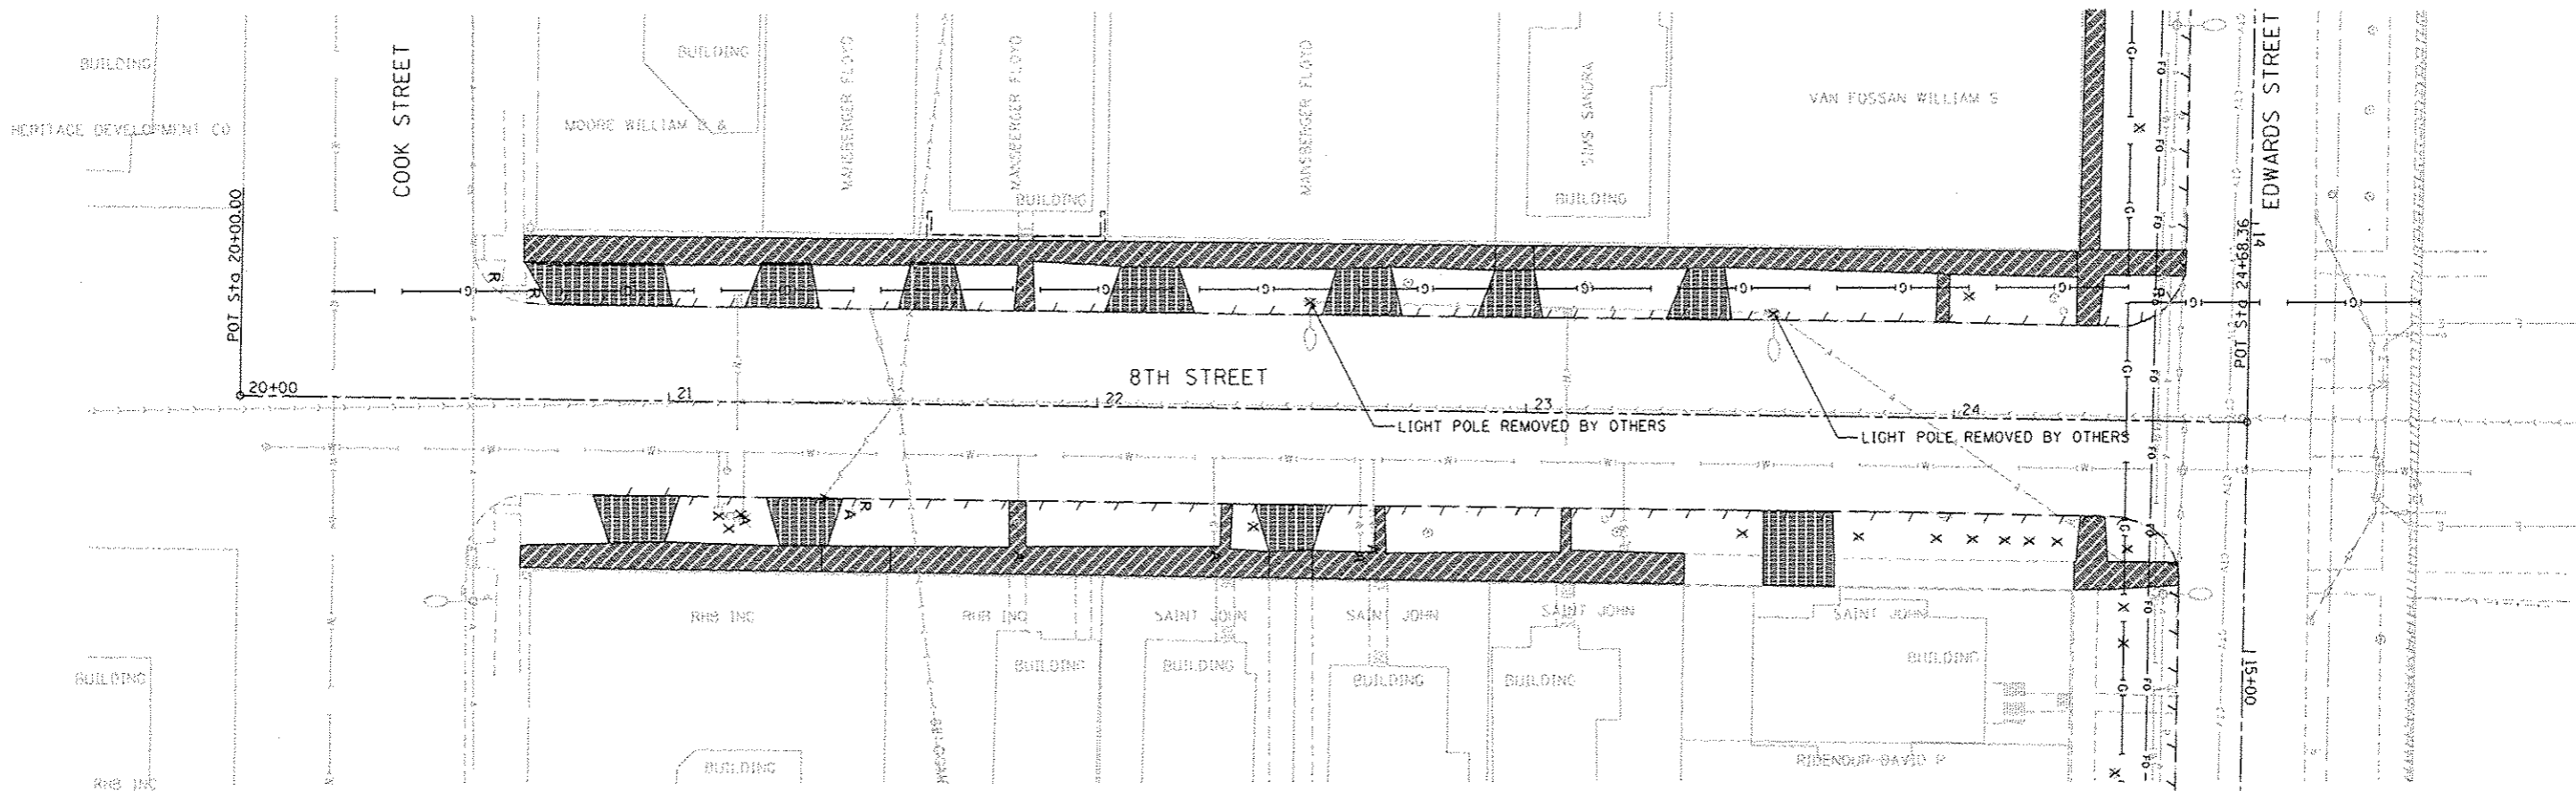 BUILDING
HERITAGE DEVELOPMENT CO
COOK STREET
POT Sta 20+00.00
BUILDING
MOORE WILLIAM D &
MANSBERGER FLOYD
MANSBERGER FLOYD
BUILDING
MANSBERGER FLOYD
SIMS SANDRA
BUILDING
VAN FOSSAN WILLIAM S
EDWARDS STREET
14
POT Sta 24+68.36
8TH STREET
20+00
21
22
23
24
LIGHT POLE REMOVED BY OTHERS
LIGHT POLE REMOVED BY OTHERS
RHB INC
RHB INC
SAINT JOHN
SAINT JOHN
SAINT JOHN
SAINT JOHN
BUILDING
BUILDING
BUILDING
BUILDING
BUILDING
BUILDING
15+00
BUILDING
RHB INC
RIDENOUR DAVID P